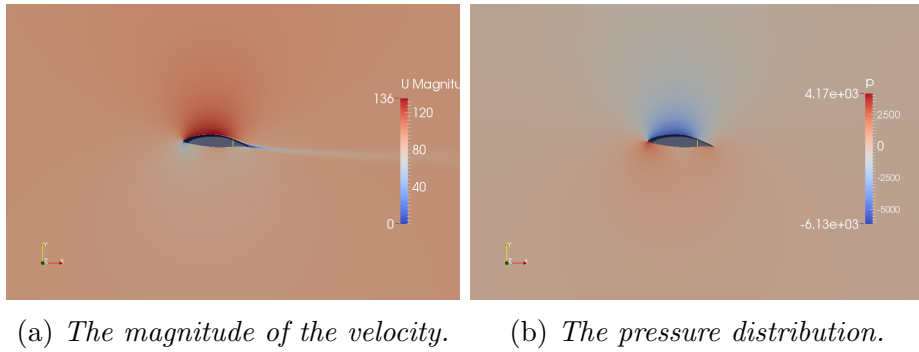 U Magnitu
136
120
80
40
0
Y
X
p
4.17e+03
2500
0
-2500
-5000
-6.13e+03
Y
X
(a) The magnitude of the velocity.
(b) The pressure distribution.